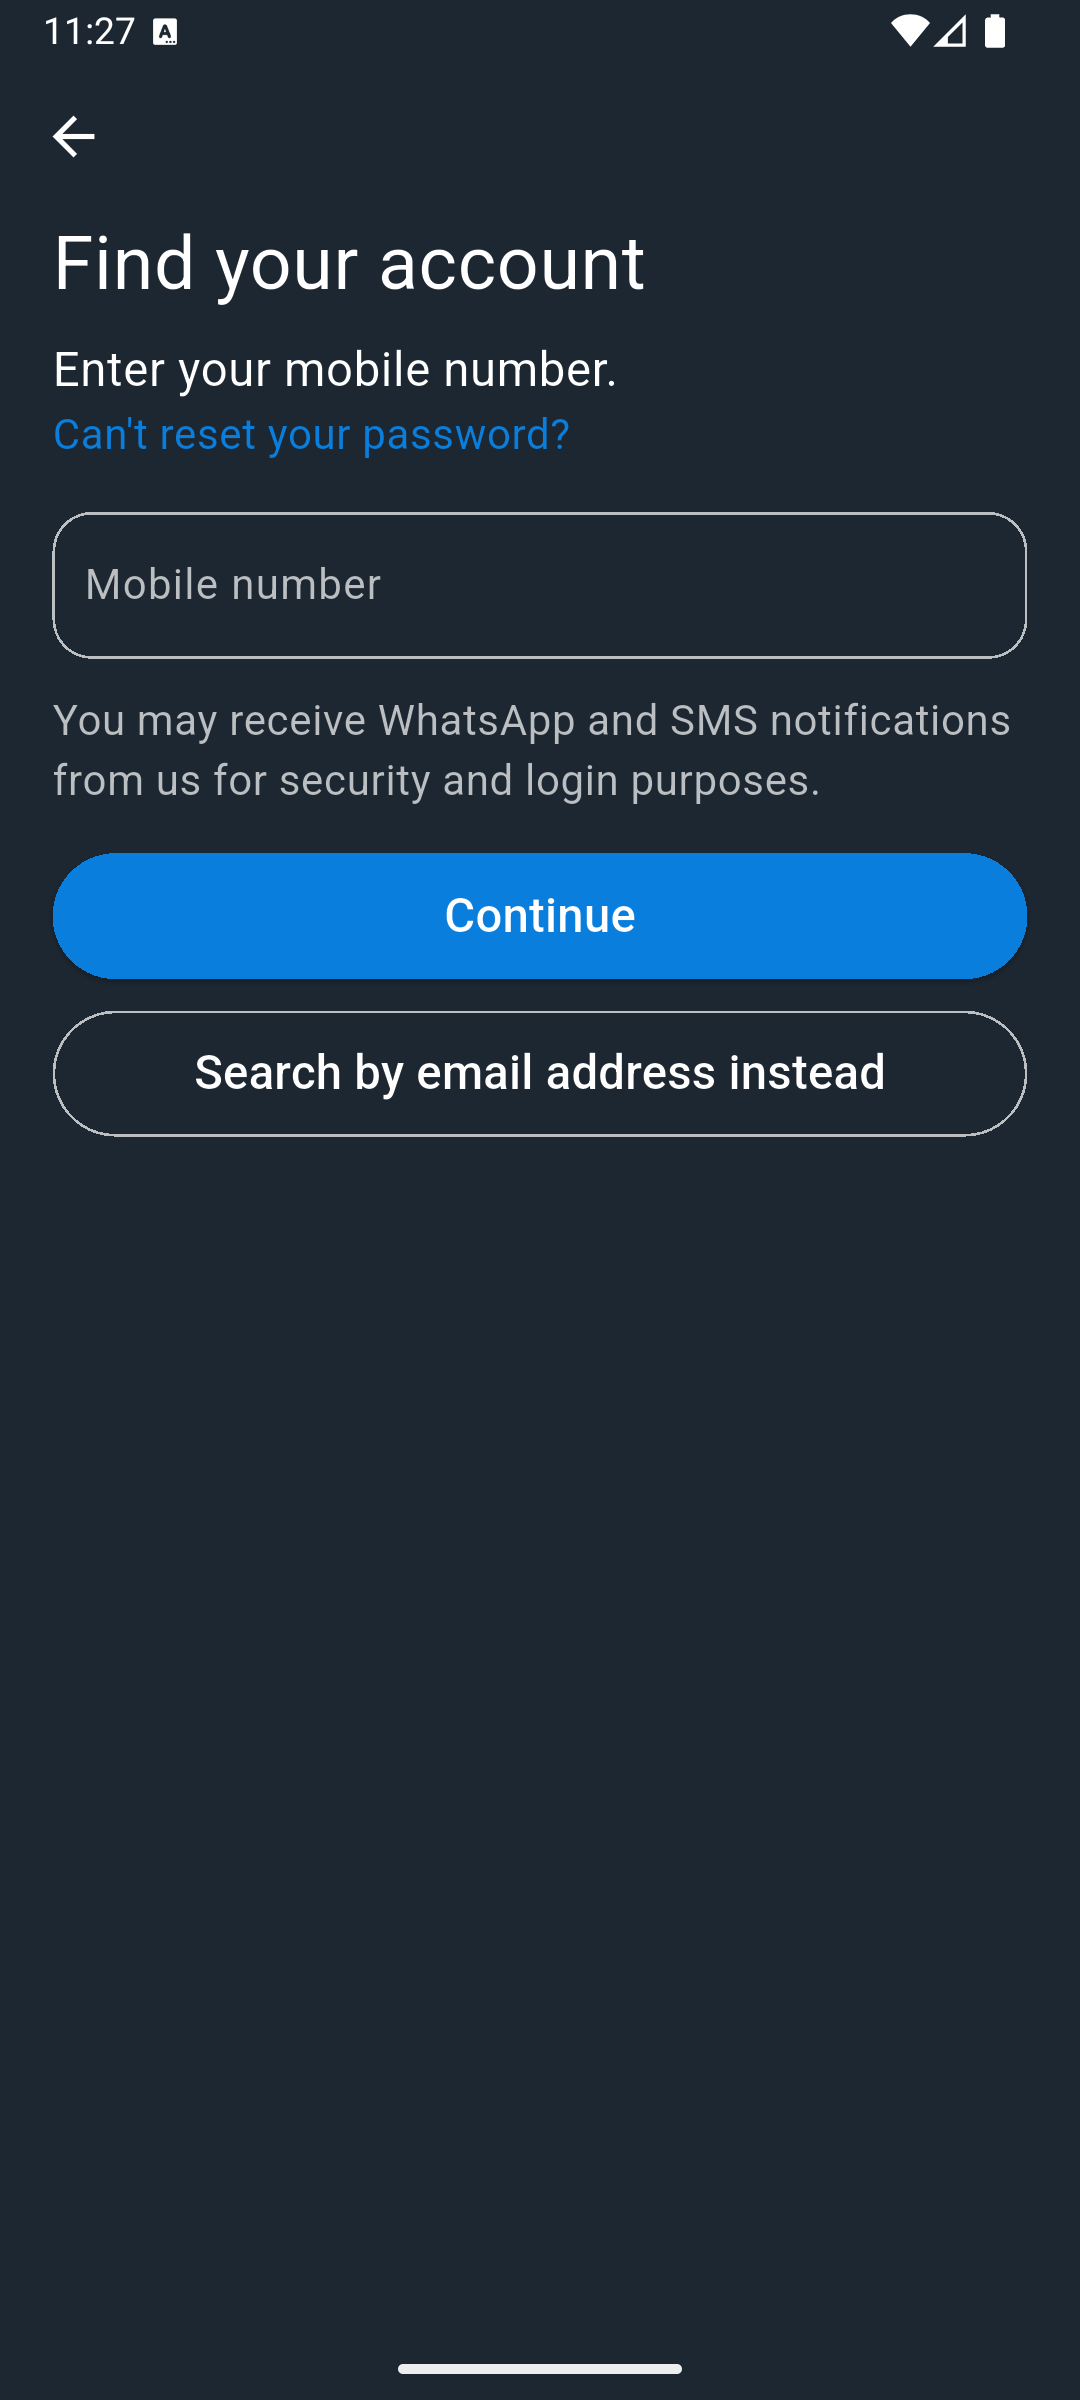 11:27
Find your account
Enter your mobile number.
Can't reset your password?
Mobile number
You may receive WhatsApp and SMS notifications
from us for security and login purposes.
Continue
Search by email address instead